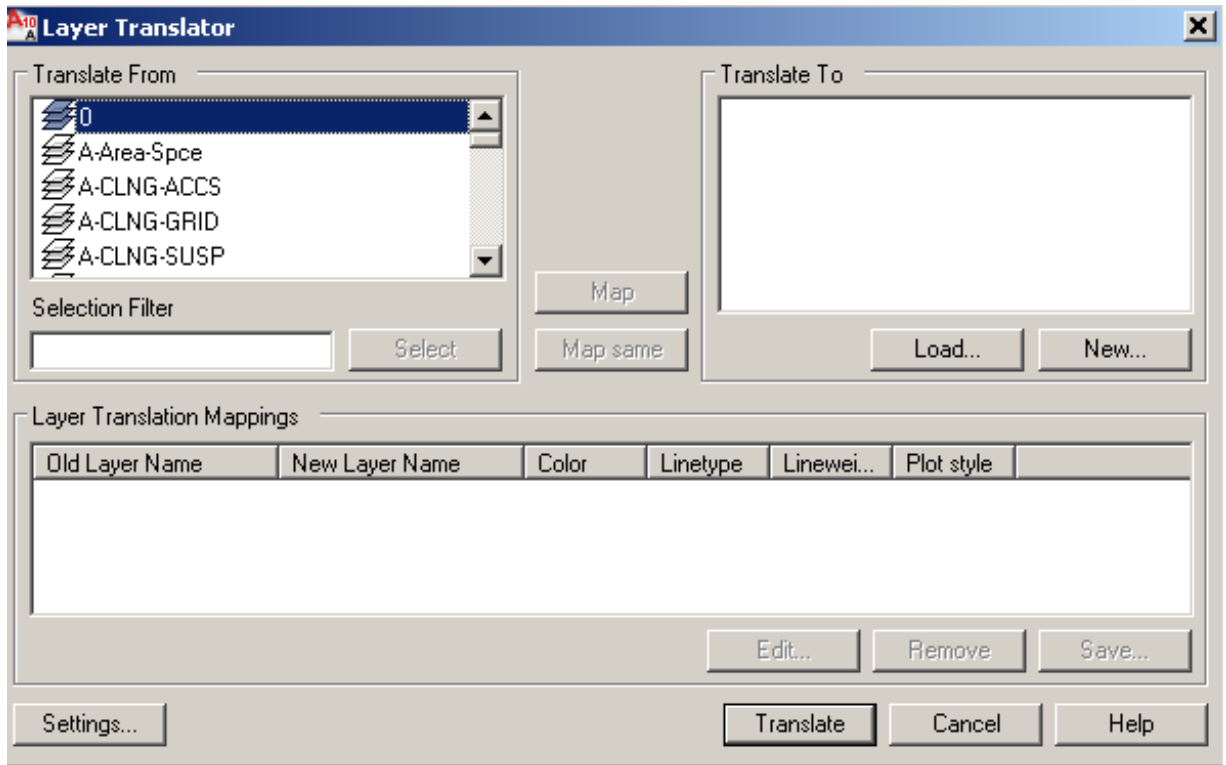 Layer Translator
Translate From
0
A-Area-Spce
A-CLNG-ACCS
A-CLNG-GRID
A-CLNG-SUSP
Selection Filter
Select
Map
Map same
Translate To
Load...
New...
Layer Translation Mappings
Old Layer Name New Layer Name Color Linetype Linewei... Plot style
Edit... Remove Save...
Settings... Translate Cancel Help